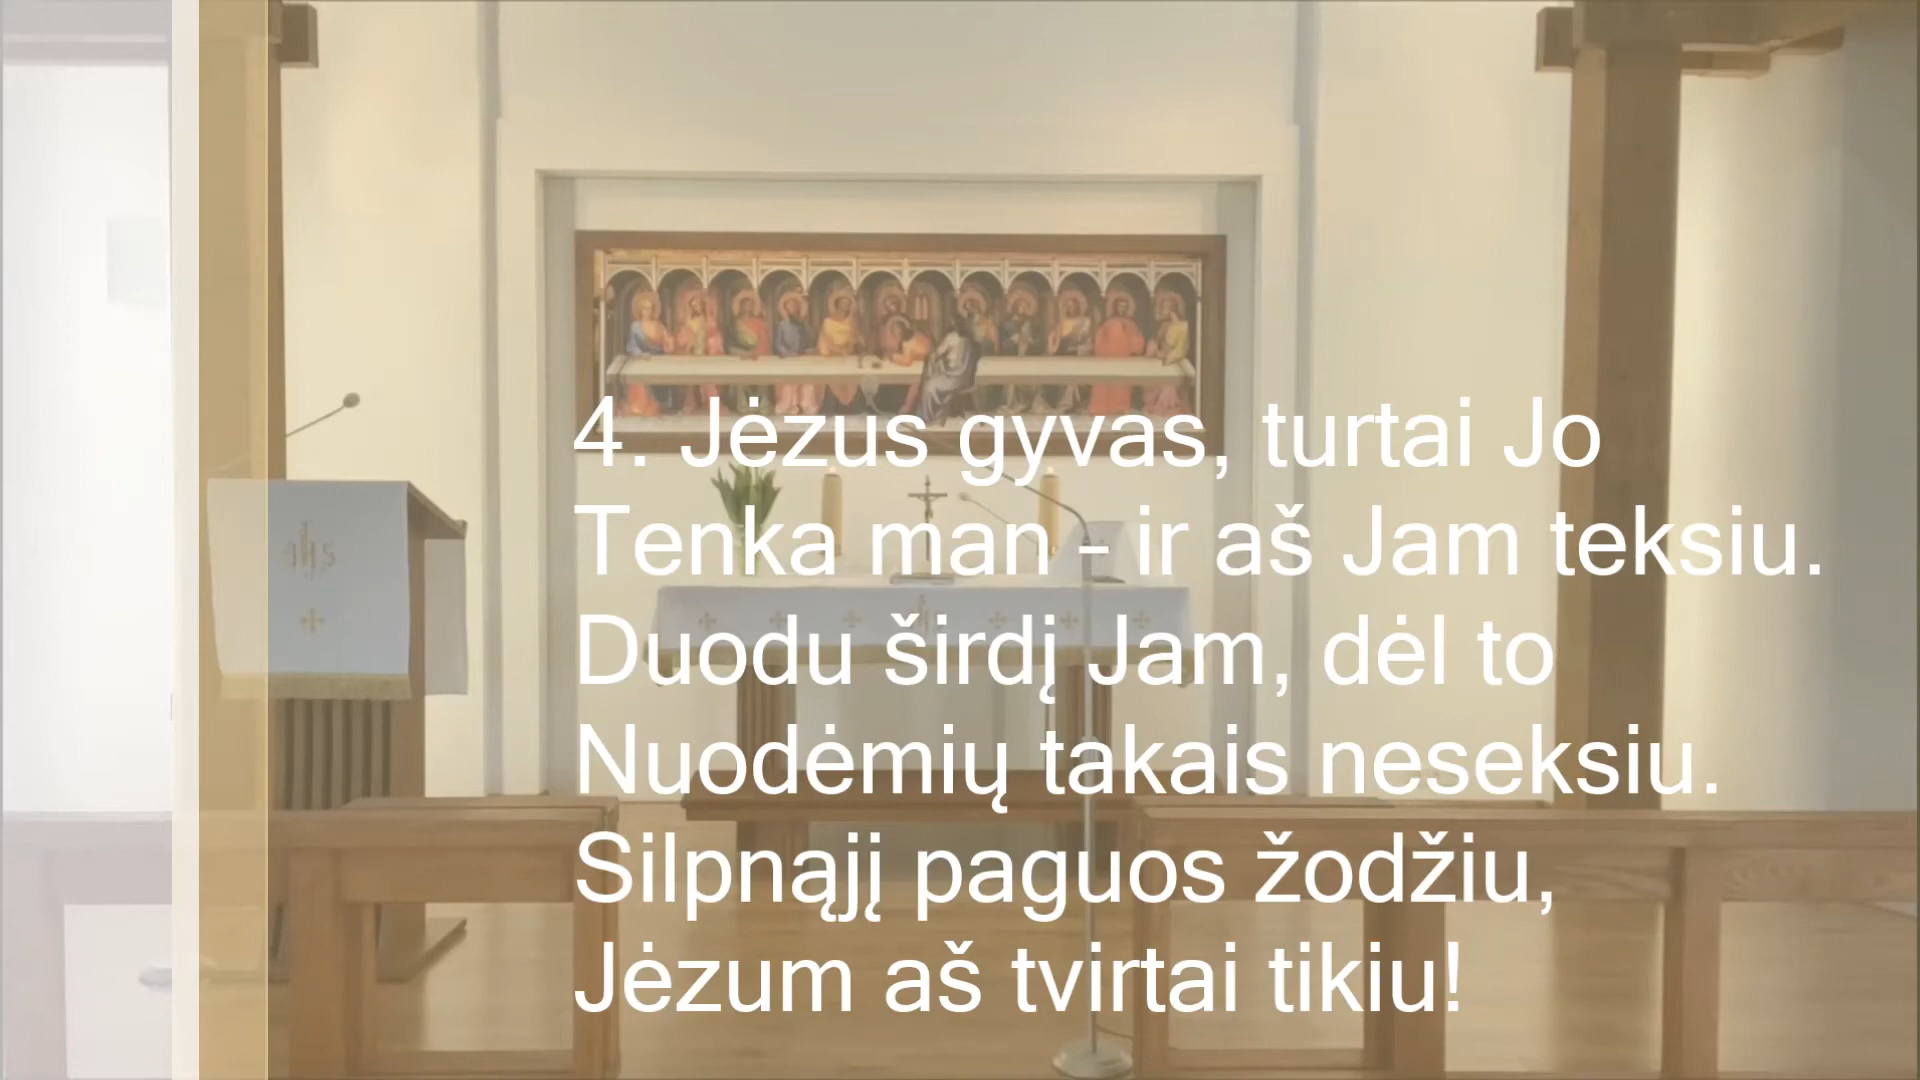 4. Jėzus gyvas, turtai Jo
Tenka man - ir aš Jam teksiu.
Duodu širdį Jam, dėl to
Nuodėmių takais neseksiu.
Silpnąjį paguos žodžiu,
Jėzum aš tvirtai tikiu!
IHS